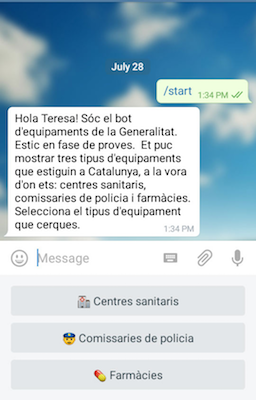 July 28
/start 1:34 PM
Hola Teresa! Sóc el bot
d'equipaments de la Generalitat.
Estic en fase de proves.  Et puc
mostrar tres tipus d'equipaments
que estiguin a Catalunya, a la vora
d'on ets: centres sanitaris,
comissaries de policia i farmàcies.
Selecciona el tipus d'equipament
que cerques.
1:34 PM
Message
Centres sanitaris
Comissaries de policia
Farmàcies